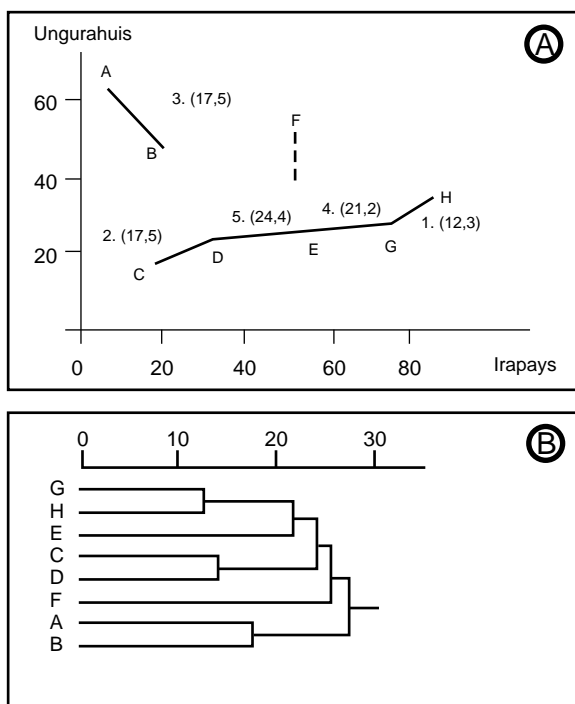 Ungurahuis
A
A
3. (17,5)
60
F
B
40
H
4. (21,2)
5. (24,4)
1. (12,3)
2. (17,5)
D
E
G
20
C
0 20 40 60 80 Irapays
B
0 10 20 30
G
H
E
C
D
F
A
B